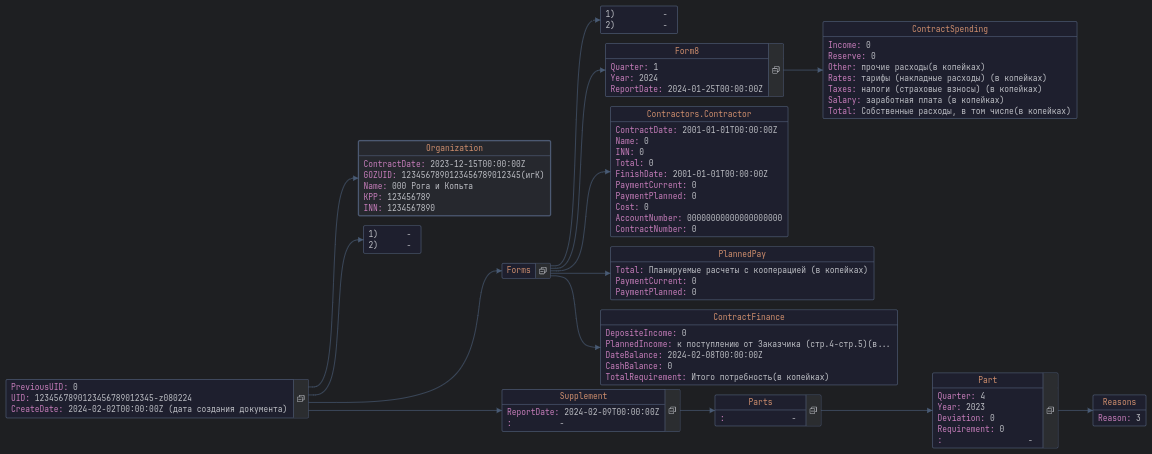 1) -
2) -
Form8
Quarter: 1
Year: 2024
ReportDate: 2024-01-25T00:00:00Z
ContractSpending
Income: 0
Reserve: 0
Other: прочие расходы(в копейках)
Rates: тарифы (накладные расходы) (в копейках)
Taxes: налоги (страховые взносы) (в копейках)
Salary: заработная плата (в копейках)
Total: Собственные расходы, в том числе(в копейках)
Contractors.Contractor
ContractDate: 2001-01-01T00:00:00Z
Name: 0
INN: 0
Total: 0
FinishDate: 2001-01-01T00:00:00Z
PaymentCurrent: 0
PaymentPlanned: 0
Cost: 0
AccountNumber: 00000000000000000000
ContractNumber: 0
Organization
ContractDate: 2023-12-15T00:00:00Z
GOZUID: 1234567890123456789012345(игК)
Name: ООО Рога и Копыта
KPP: 123456789
INN: 1234567890
1) -
2) -
Forms
PlannedPay
Total: Планируемые расчеты с кооперацией (в копейках)
PaymentCurrent: 0
PaymentPlanned: 0
ContractFinance
DepositeIncome: 0
PlannedIncome: к поступлению от Заказчика (стр.4-стр.5)(в...
DateBalance: 2024-02-08T00:00:00Z
CashBalance: 0
TotalRequirement: Итого потребность(в копейках)
PreviousUID: 0
UID: 1234567890123456789012345-z080224
CreateDate: 2024-02-02T00:00:00Z (дата создания документа)
Supplement
ReportDate: 2024-02-09T00:00:00Z
: -
Parts
: -
Part
Quarter: 4
Year: 2023
Deviation: 0
Requirement: 0
: -
Reasons
Reason: 3